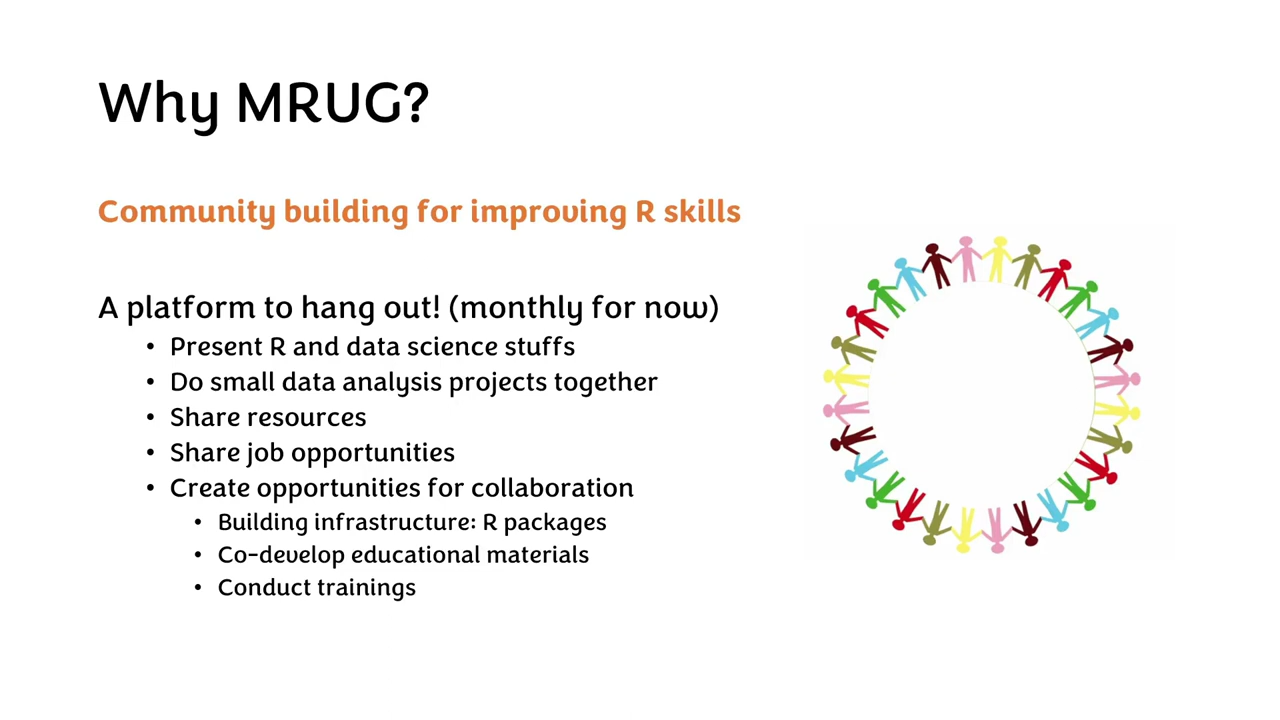 Why MRUG?
Community building for improving R skills
A platform to hang out! (monthly for now)
• Present R and data science stuffs
• Do small data analysis projects together
• Share resources
• Share job opportunities
• Create opportunities for collaboration
• Building infrastructure: R packages
• Co-develop educational materials
• Conduct trainings